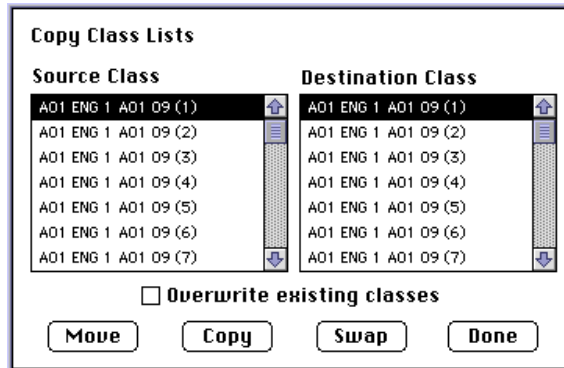 Copy Class Lists
Source Class
A01 ENG 1 A01 09 (1)
A01 ENG 1 A01 09 (2)
A01 ENG 1 A01 09 (3)
A01 ENG 1 A01 09 (4)
A01 ENG 1 A01 09 (5)
A01 ENG 1 A01 09 (6)
A01 ENG 1 A01 09 (7)
Destination Class
A01 ENG 1 A01 09 (1)
A01 ENG 1 A01 09 (2)
A01 ENG 1 A01 09 (3)
A01 ENG 1 A01 09 (4)
A01 ENG 1 A01 09 (5)
A01 ENG 1 A01 09 (6)
A01 ENG 1 A01 09 (7)
Overwrite existing classes
Move Copy Swap Done